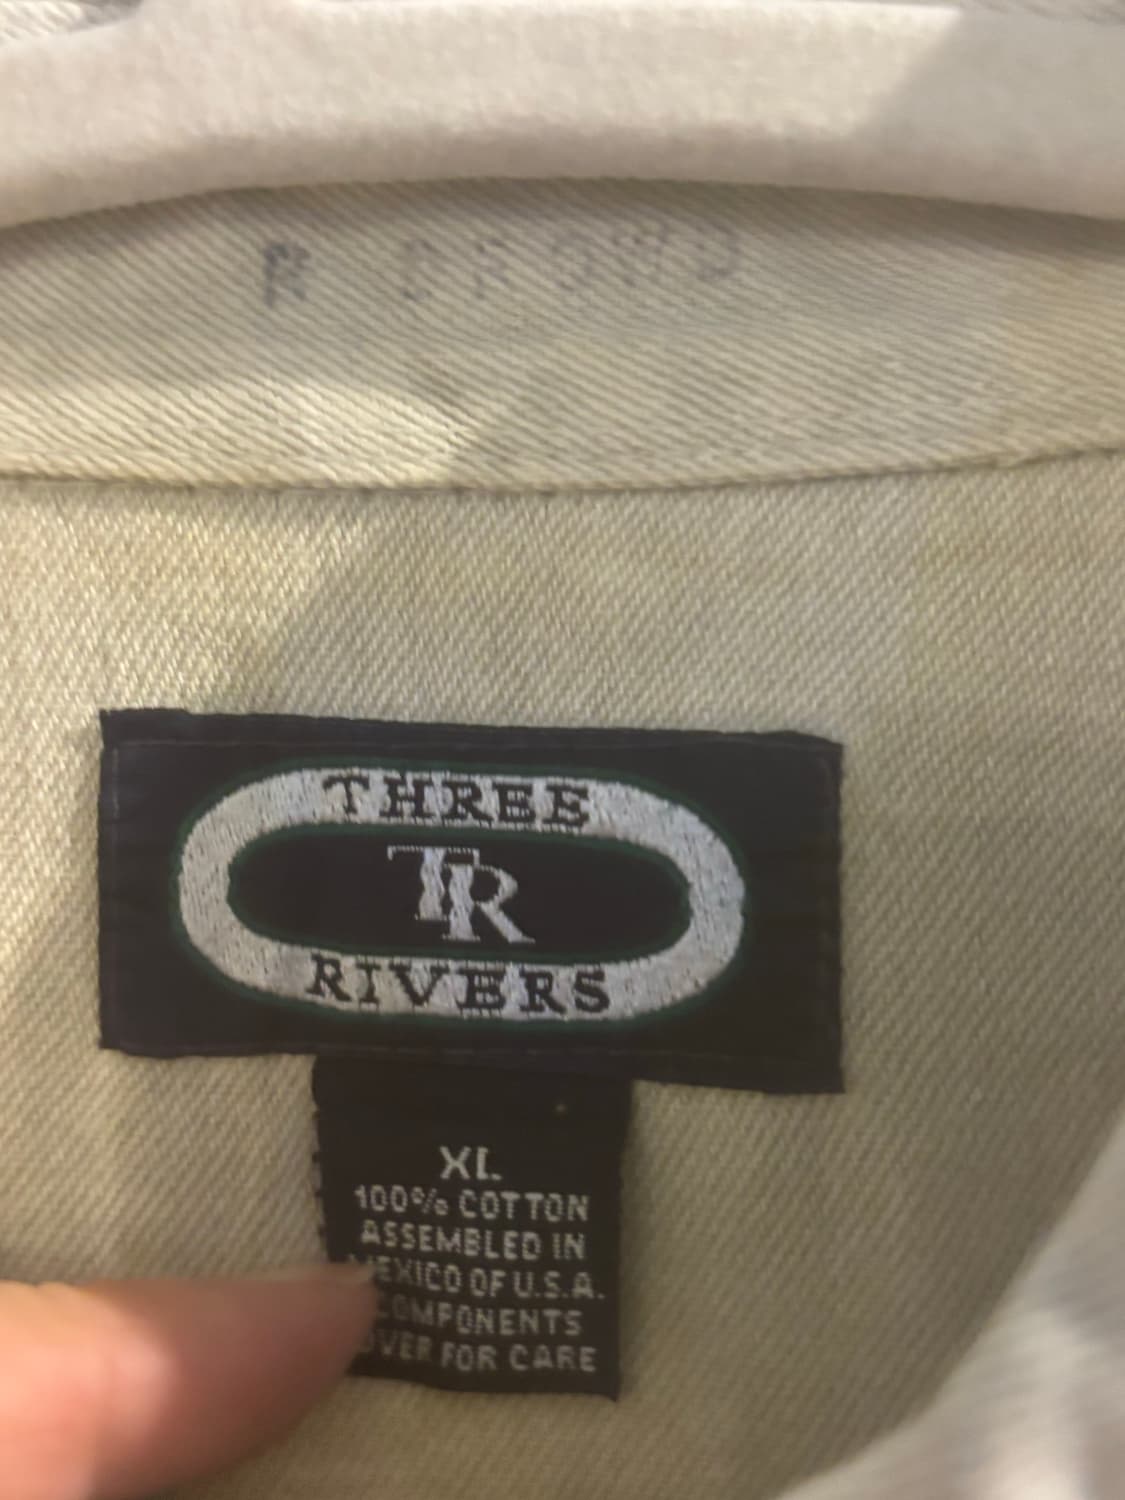 THREE
TR
RIVERS
XL
100% COTTON
ASSEMBLED IN
MEXICO OF U.S.A.
COMPONENTS
OVER FOR CARE